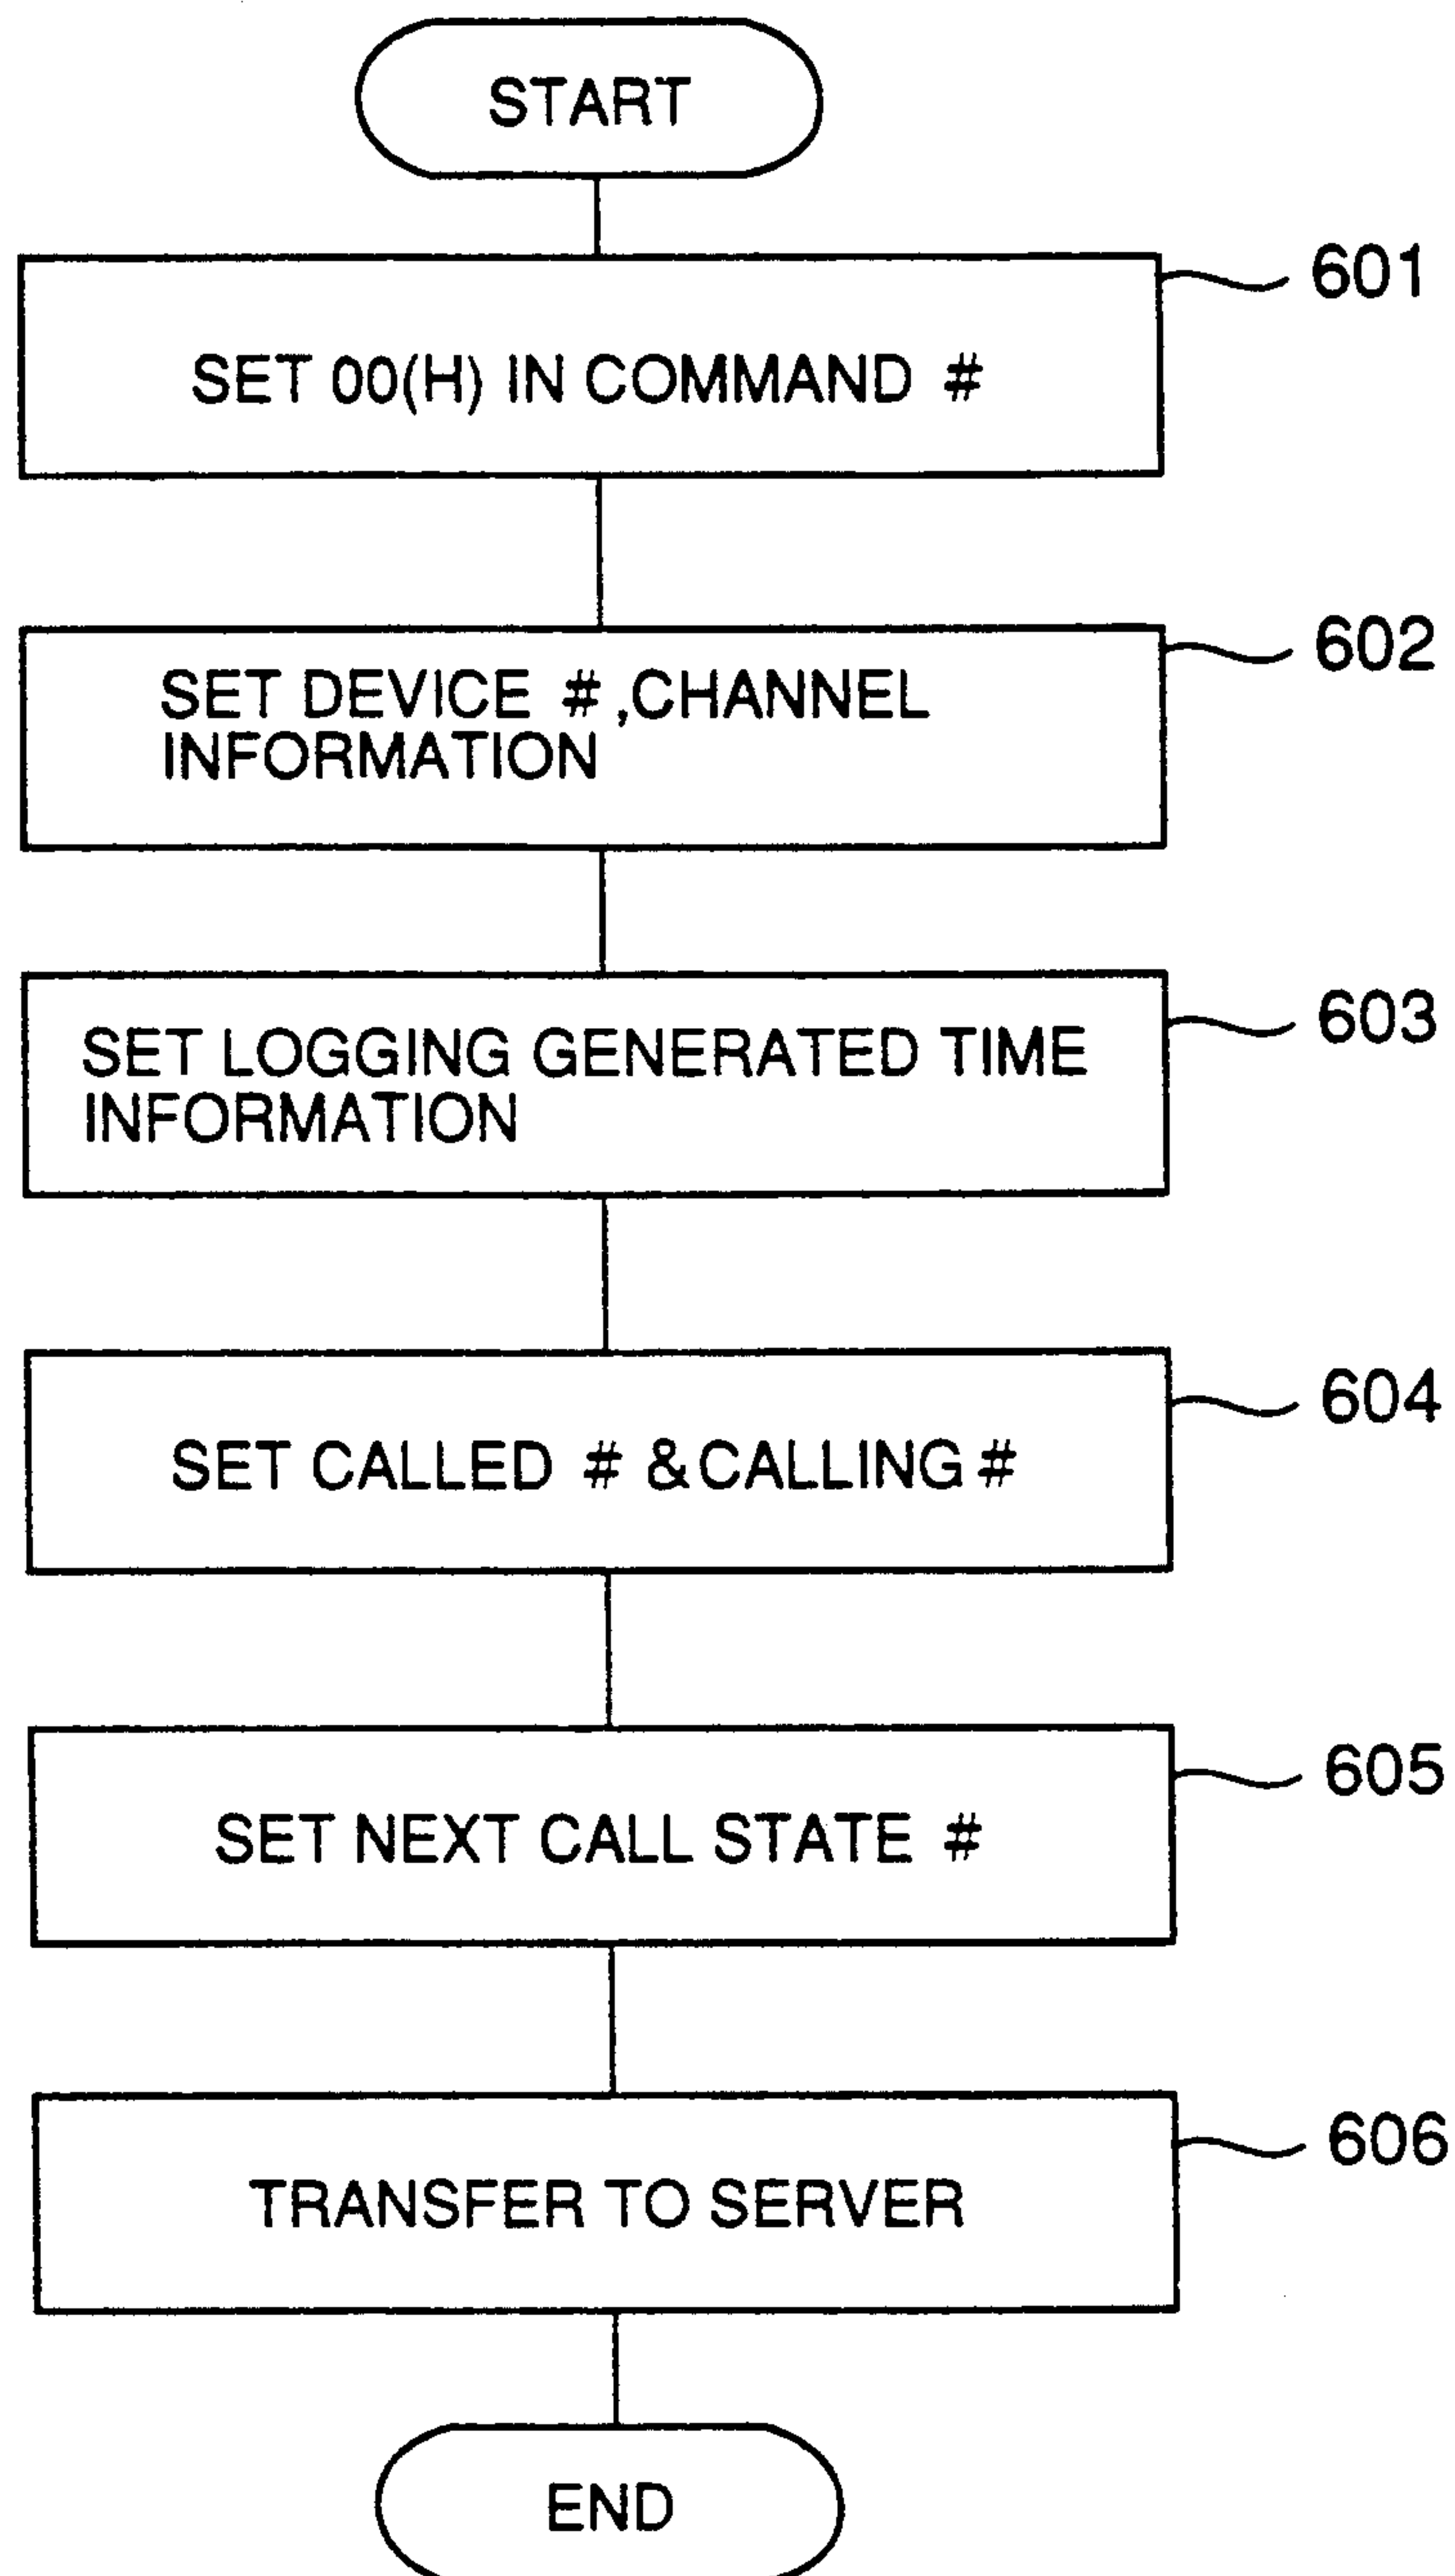 START
601
SET 00(H) IN COMMAND #
602
SET DEVICE #,CHANNEL
INFORMATION
603
SET LOGGING GENERATED TIME
INFORMATION
604
SET CALLED # & CALLING #
605
SET NEXT CALL STATE #
606
TRANSFER TO SERVER
END